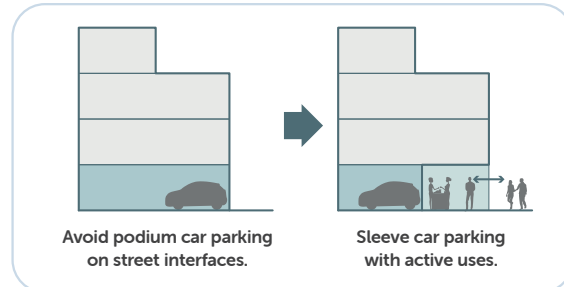 Avoid podium car parking
on street interfaces.
Sleeve car parking
with active uses.